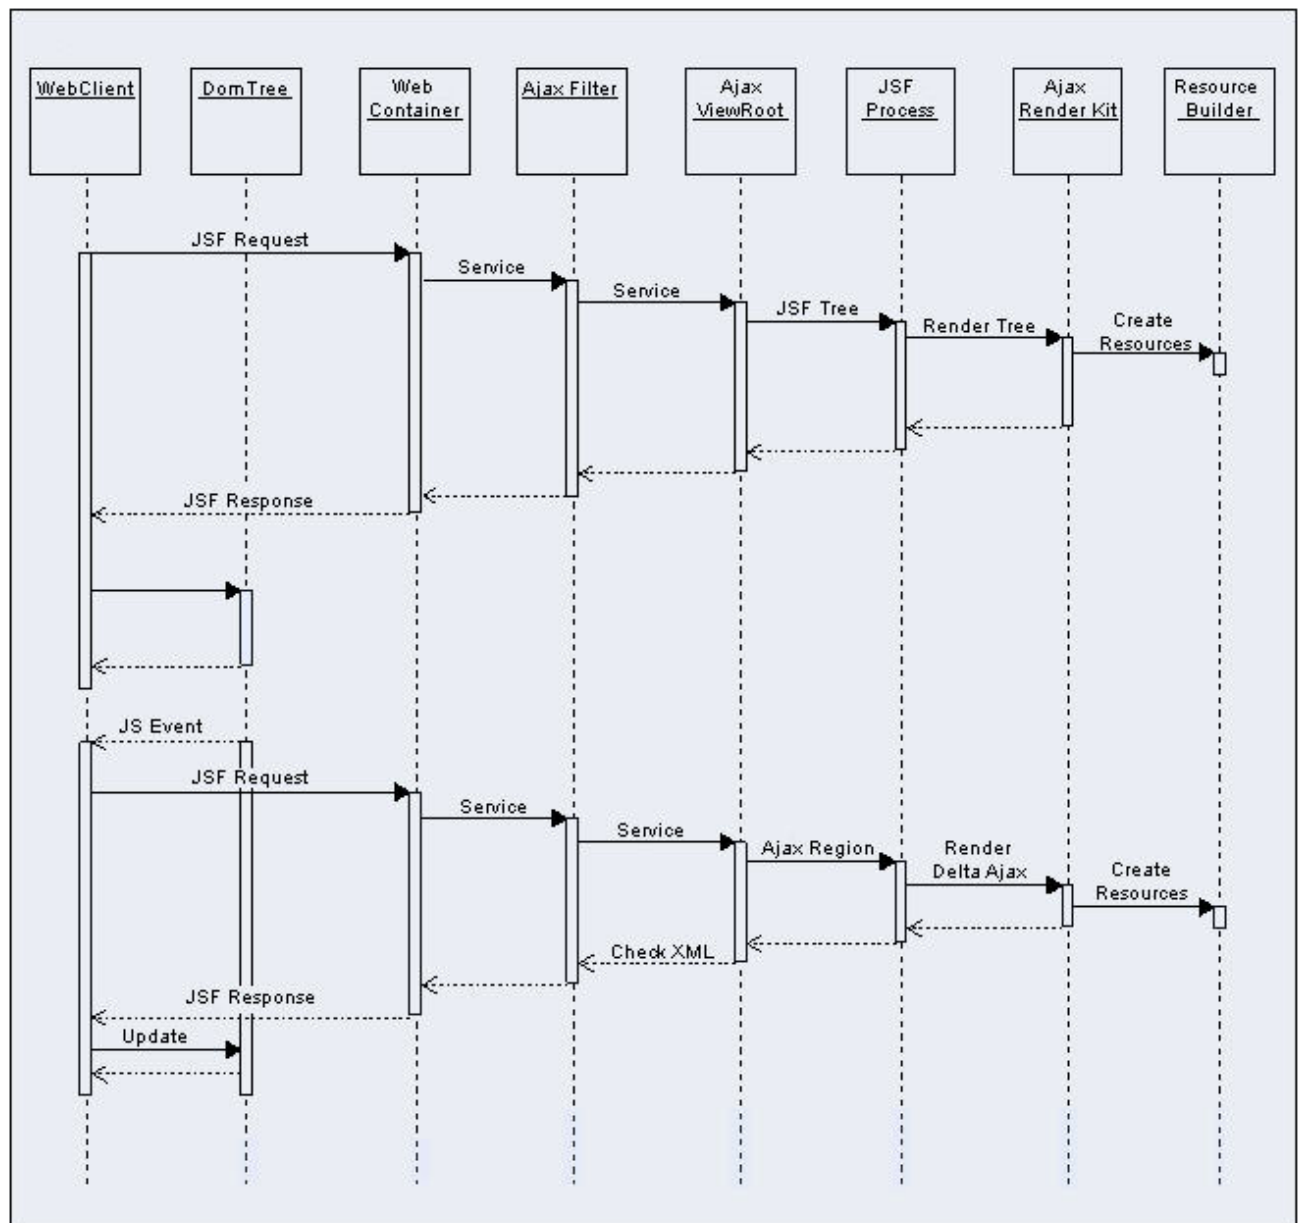 WebClient
DomTree
Web
Container
Ajax Filter
Ajax
ViewRoot
JSF
Process
Ajax
Render Kit
Resource
Builder
JSF Request
Service
Service
JSF Tree
Render Tree
Create
Resources
JSF Response
JS Event
JSF Request
Service
Service
Ajax Region
Render
Delta Ajax
Create
Resources
Check XML
JSF Response
Update